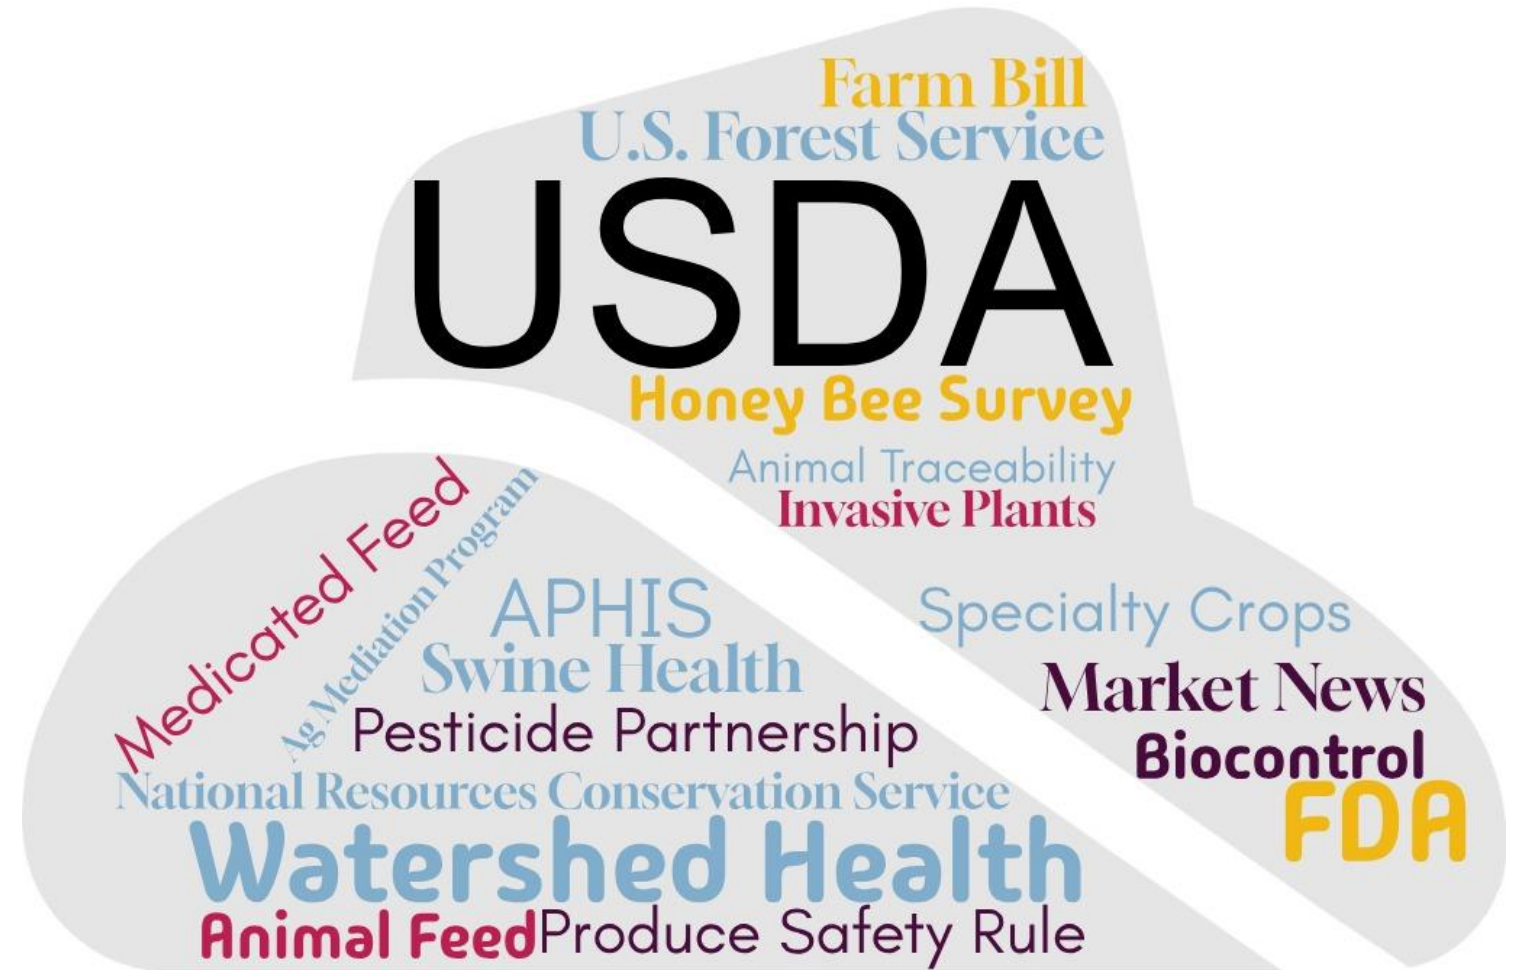 Farm Bill
U.S. Forest Service
USDA
Honey Bee Survey
Animal Traceability
Invasive Plants
Medicated Feed
Ag Mediation Program
APHIS
Specialty Crops
Swine Health
Market News
Pesticide Partnership
Biocontrol
National Resources Conservation Service
FDA
Watershed Health
Animal Feed
Produce Safety Rule